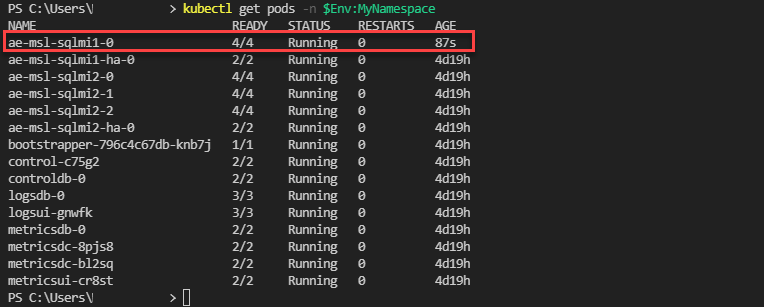 PS C:\Users\ > kubectl get pods -n $Env:MyNamespace
NAME READY STATUS RESTARTS AGE
ae-msl-sqlmi1-0 4/4 Running 0 87s
ae-msl-sqlmi1-ha-0 2/2 Running 0 4d19h
ae-msl-sqlmi2-0 4/4 Running 0 4d19h
ae-msl-sqlmi2-1 4/4 Running 0 4d19h
ae-msl-sqlmi2-2 4/4 Running 0 4d19h
ae-msl-sqlmi2-ha-0 2/2 Running 0 4d19h
bootstrapper-796c4c67db-knb7j 1/1 Running 0 4d19h
control-c75g2 2/2 Running 0 4d19h
controldb-0 2/2 Running 0 4d19h
logsdb-0 3/3 Running 0 4d19h
logsui-gnwfk 3/3 Running 0 4d19h
metricsdb-0 2/2 Running 0 4d19h
metricsdc-8pjs8 2/2 Running 0 4d19h
metricsdc-bl2sq 2/2 Running 0 4d19h
metricsui-cr8st 2/2 Running 0 4d19h
PS C:\Users\ >